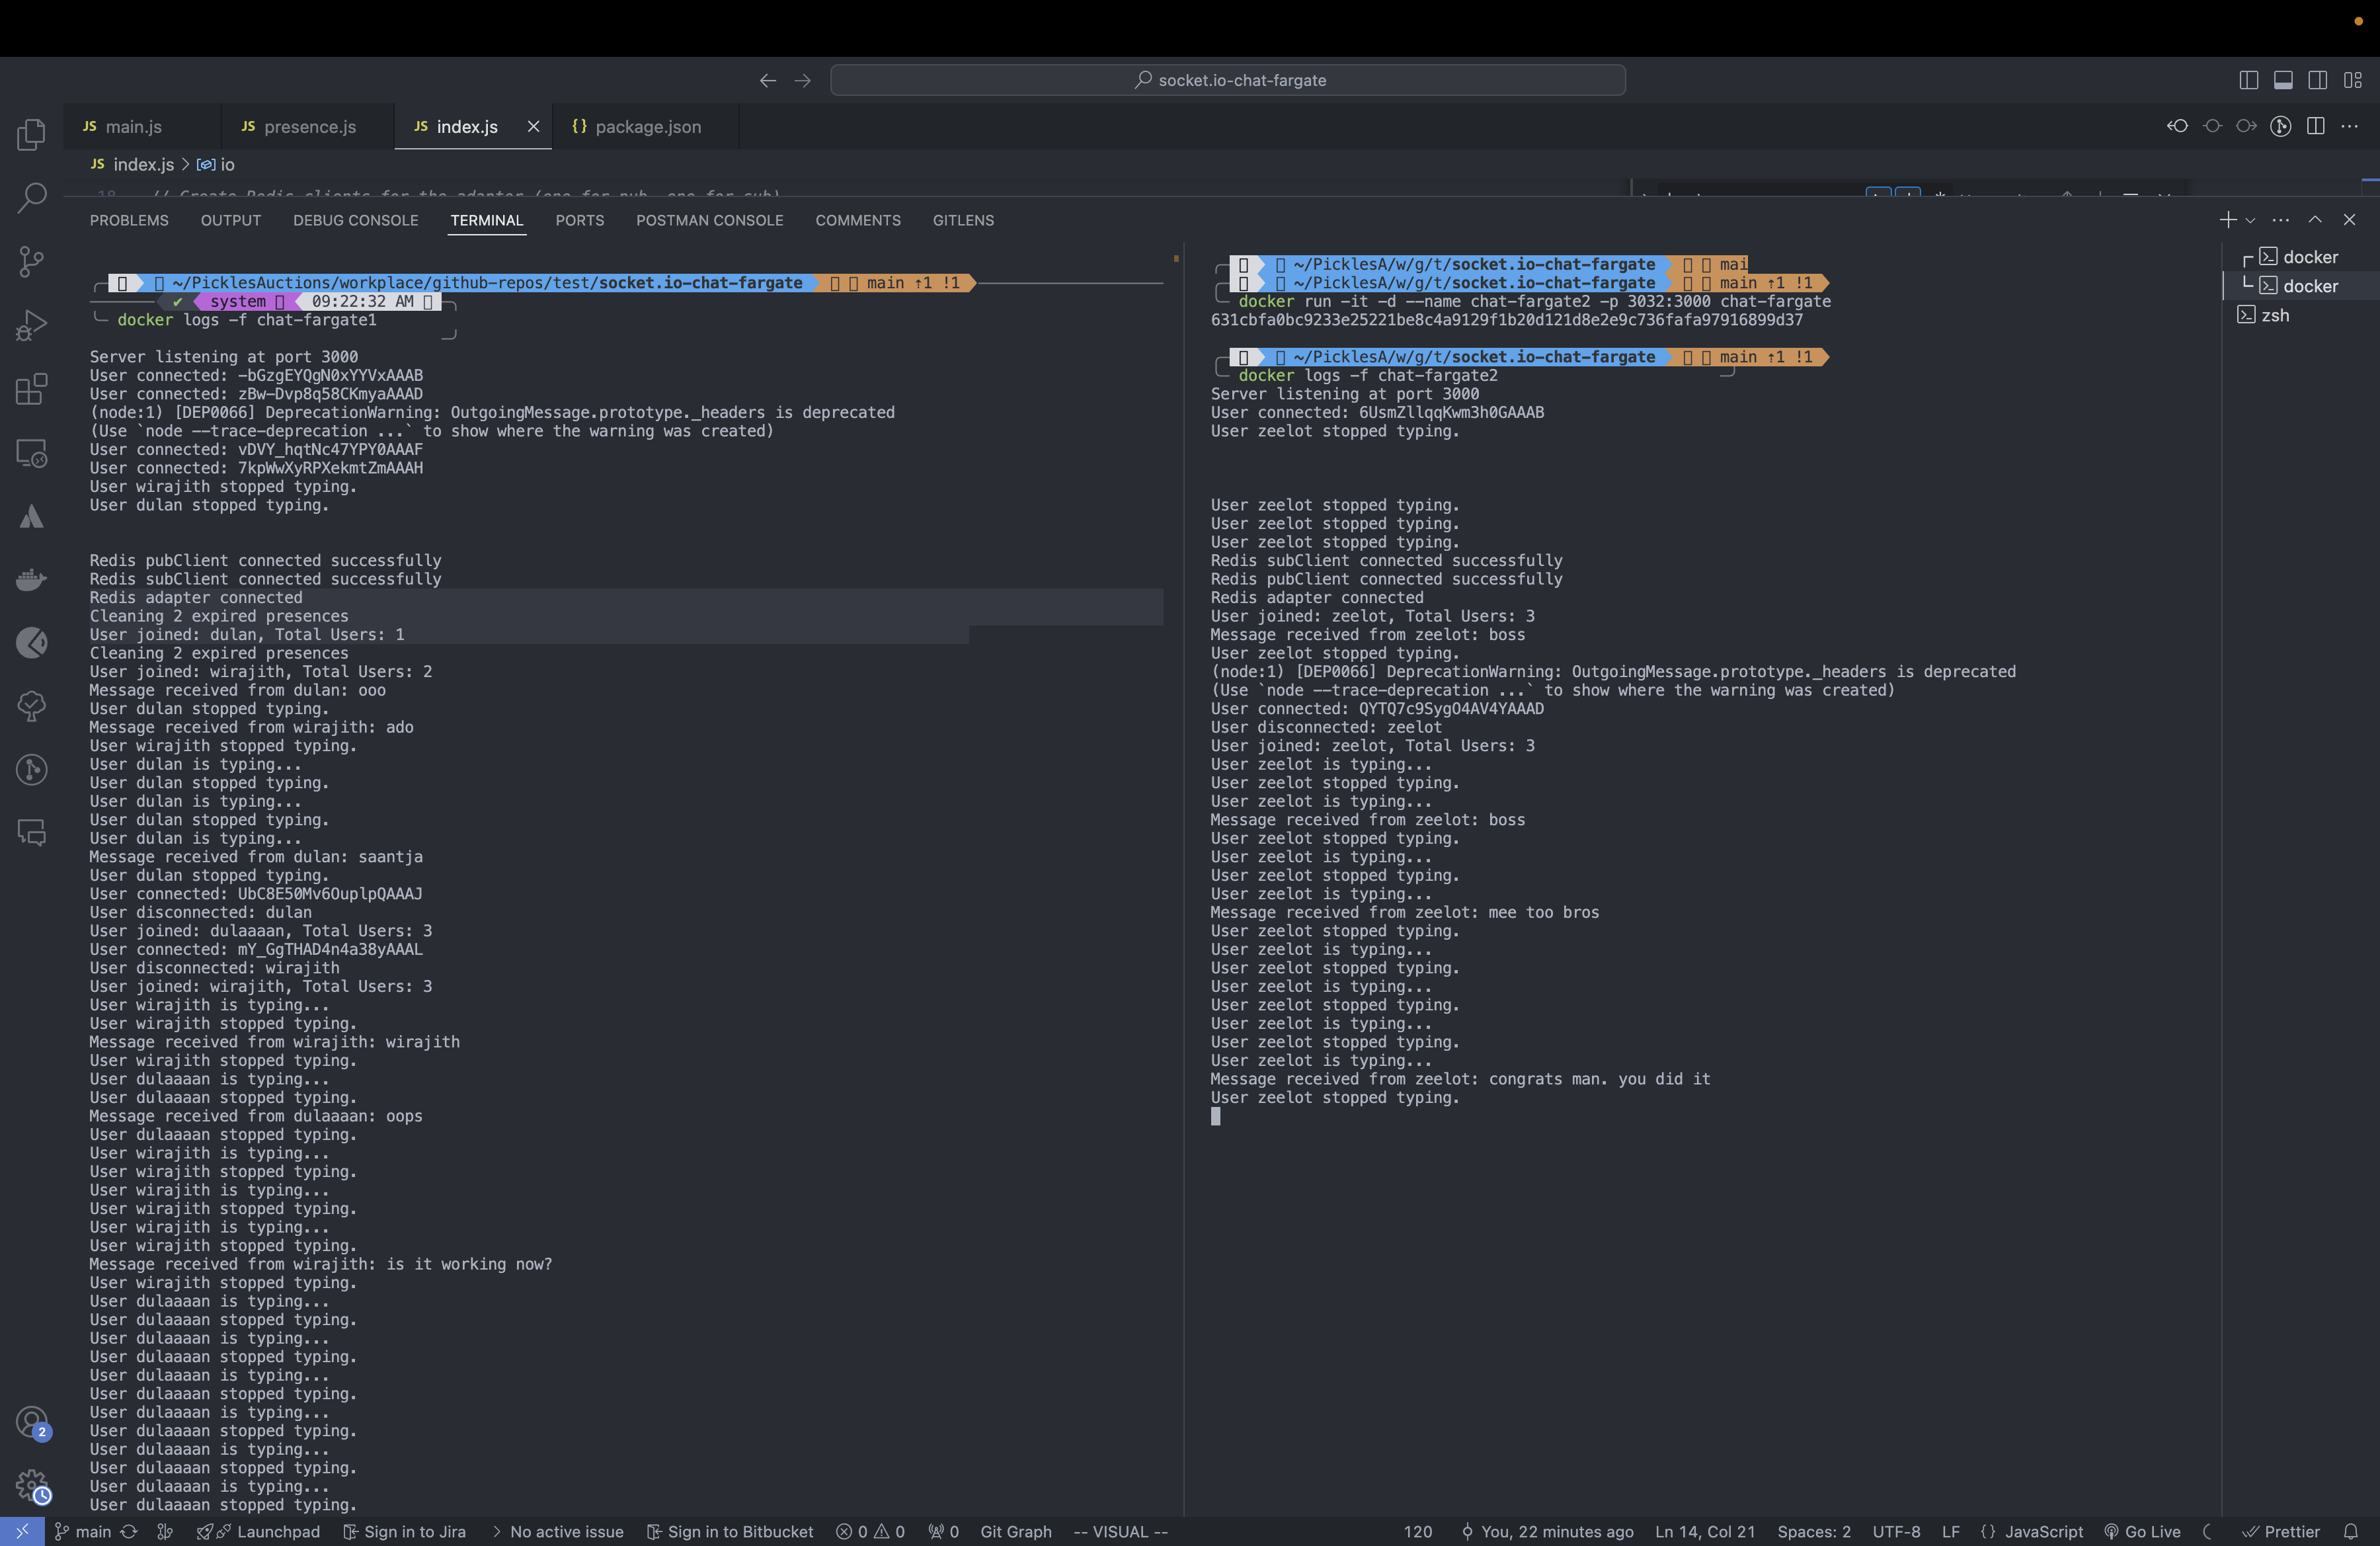 socket.io-chat-fargate
JS main.js
JS presence.js
JS index.js
{} package.json
JS index.js > io
18 // Create Redis clients for the adapter (one for pub, one for sub)
PROBLEMS OUTPUT DEBUG CONSOLE TERMINAL PORTS POSTMAN CONSOLE COMMENTS GITLENS
~/PicklesAuctions/workplace/github-repos/test/socket.io-chat-fargate main ↑1 !1
✔ system 09:22:32 AM
docker logs -f chat-fargate1
Server listening at port 3000
User connected: -bGzgEYQgN0xYYVxAAAB
User connected: zBw-Dvp8q58CKmyaAAAD
(node:1) [DEP0066] DeprecationWarning: OutgoingMessage.prototype._headers is deprecated
(Use `node --trace-deprecation ...` to show where the warning was created)
User connected: vDVY_hqtNc47YPY0AAAF
User connected: 7kpWwXyRPXekmtZmAAAH
User wirajith stopped typing.
User dulan stopped typing.
Redis pubClient connected successfully
Redis subClient connected successfully
Redis adapter connected
Cleaning 2 expired presences
User joined: dulan, Total Users: 1
Cleaning 2 expired presences
User joined: wirajith, Total Users: 2
Message received from dulan: ooo
User dulan stopped typing.
Message received from wirajith: ado
User wirajith stopped typing.
User dulan is typing...
User dulan stopped typing.
User dulan is typing...
User dulan stopped typing.
User dulan is typing...
Message received from dulan: saantja
User dulan stopped typing.
User connected: UbC8E50Mv6OuplpQAAAJ
User disconnected: dulan
User joined: dulaaaan, Total Users: 3
User connected: mY_GgTHAD4n4a38yAAAL
User disconnected: wirajith
User joined: wirajith, Total Users: 3
User wirajith is typing...
User wirajith stopped typing.
Message received from wirajith: wirajith
User wirajith stopped typing.
User dulaaaan is typing...
User dulaaaan stopped typing.
Message received from dulaaaan: oops
User dulaaaan stopped typing.
User wirajith is typing...
User wirajith stopped typing.
User wirajith is typing...
User wirajith stopped typing.
User wirajith is typing...
User wirajith stopped typing.
Message received from wirajith: is it working now?
User wirajith stopped typing.
User dulaaaan is typing...
User dulaaaan stopped typing.
User dulaaaan is typing...
User dulaaaan stopped typing.
User dulaaaan is typing...
User dulaaaan stopped typing.
User dulaaaan is typing...
User dulaaaan stopped typing.
User dulaaaan is typing...
User dulaaaan stopped typing.
User dulaaaan is typing...
User dulaaaan stopped typing.
~/PicklesA/w/g/t/socket.io-chat-fargate mai
~/PicklesA/w/g/t/socket.io-chat-fargate main ↑1 !1
docker run -it -d --name chat-fargate2 -p 3032:3000 chat-fargate
631cbfa0bc9233e25221be8c4a9129f1b20d121d8e2e9c736fafa97916899d37
~/PicklesA/w/g/t/socket.io-chat-fargate main ↑1 !1
docker logs -f chat-fargate2
Server listening at port 3000
User connected: 6UsmZllqqKwm3h0GAAAB
User zeelot stopped typing.
User zeelot stopped typing.
User zeelot stopped typing.
User zeelot stopped typing.
Redis subClient connected successfully
Redis pubClient connected successfully
Redis adapter connected
User joined: zeelot, Total Users: 3
Message received from zeelot: boss
User zeelot stopped typing.
(node:1) [DEP0066] DeprecationWarning: OutgoingMessage.prototype._headers is deprecated
(Use `node --trace-deprecation ...` to show where the warning was created)
User connected: QYTQ7c9SygO4AV4YAAAD
User disconnected: zeelot
User joined: zeelot, Total Users: 3
User zeelot is typing...
User zeelot stopped typing.
User zeelot is typing...
Message received from zeelot: boss
User zeelot stopped typing.
User zeelot is typing...
User zeelot stopped typing.
User zeelot is typing...
Message received from zeelot: mee too bros
User zeelot stopped typing.
User zeelot is typing...
User zeelot stopped typing.
User zeelot is typing...
User zeelot stopped typing.
User zeelot is typing...
User zeelot stopped typing.
User zeelot is typing...
Message received from zeelot: congrats man. you did it
User zeelot stopped typing.
docker
docker
zsh
2
main Launchpad Sign in to Jira > No active issue Sign in to Bitbucket 0 0 0 Git Graph -- VISUAL -- 120 You, 22 minutes ago Ln 14, Col 21 Spaces: 2 UTF-8 LF {} JavaScript Go Live Prettier